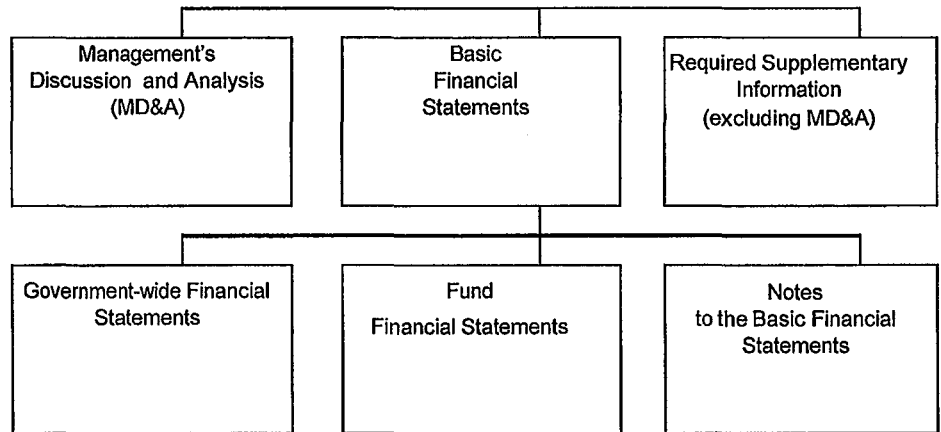 Management's
Discussion and Analysis
(MD&A)
Basic
Financial
Statements
Required Supplementary
Information
(excluding MD&A)
Government-wide Financial
Statements
Fund
Financial Statements
Notes
to the Basic Financial
Statements